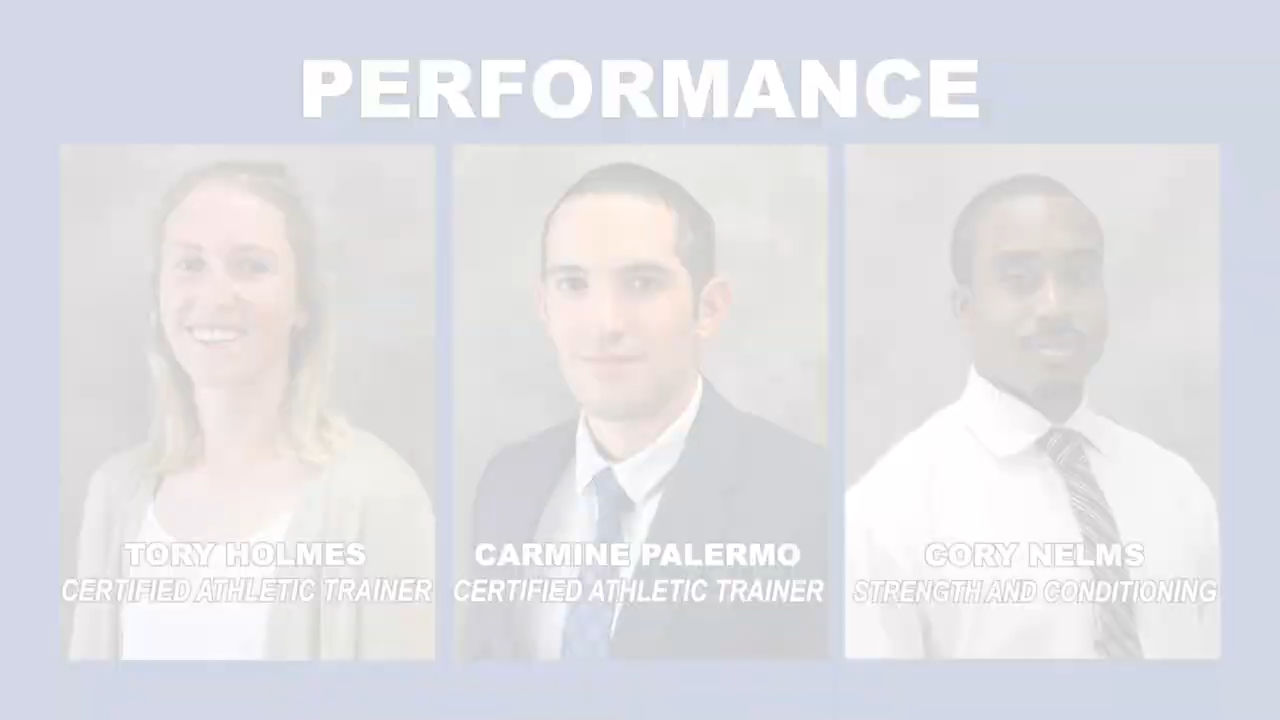 PERFORMANCE
TORY HOLMES
CERTIFIED ATHLETIC TRAINER
CARMINE PALERMO
CERTIFIED ATHLETIC TRAINER
CORY NELMS
STRENGTH AND CONDITIONING